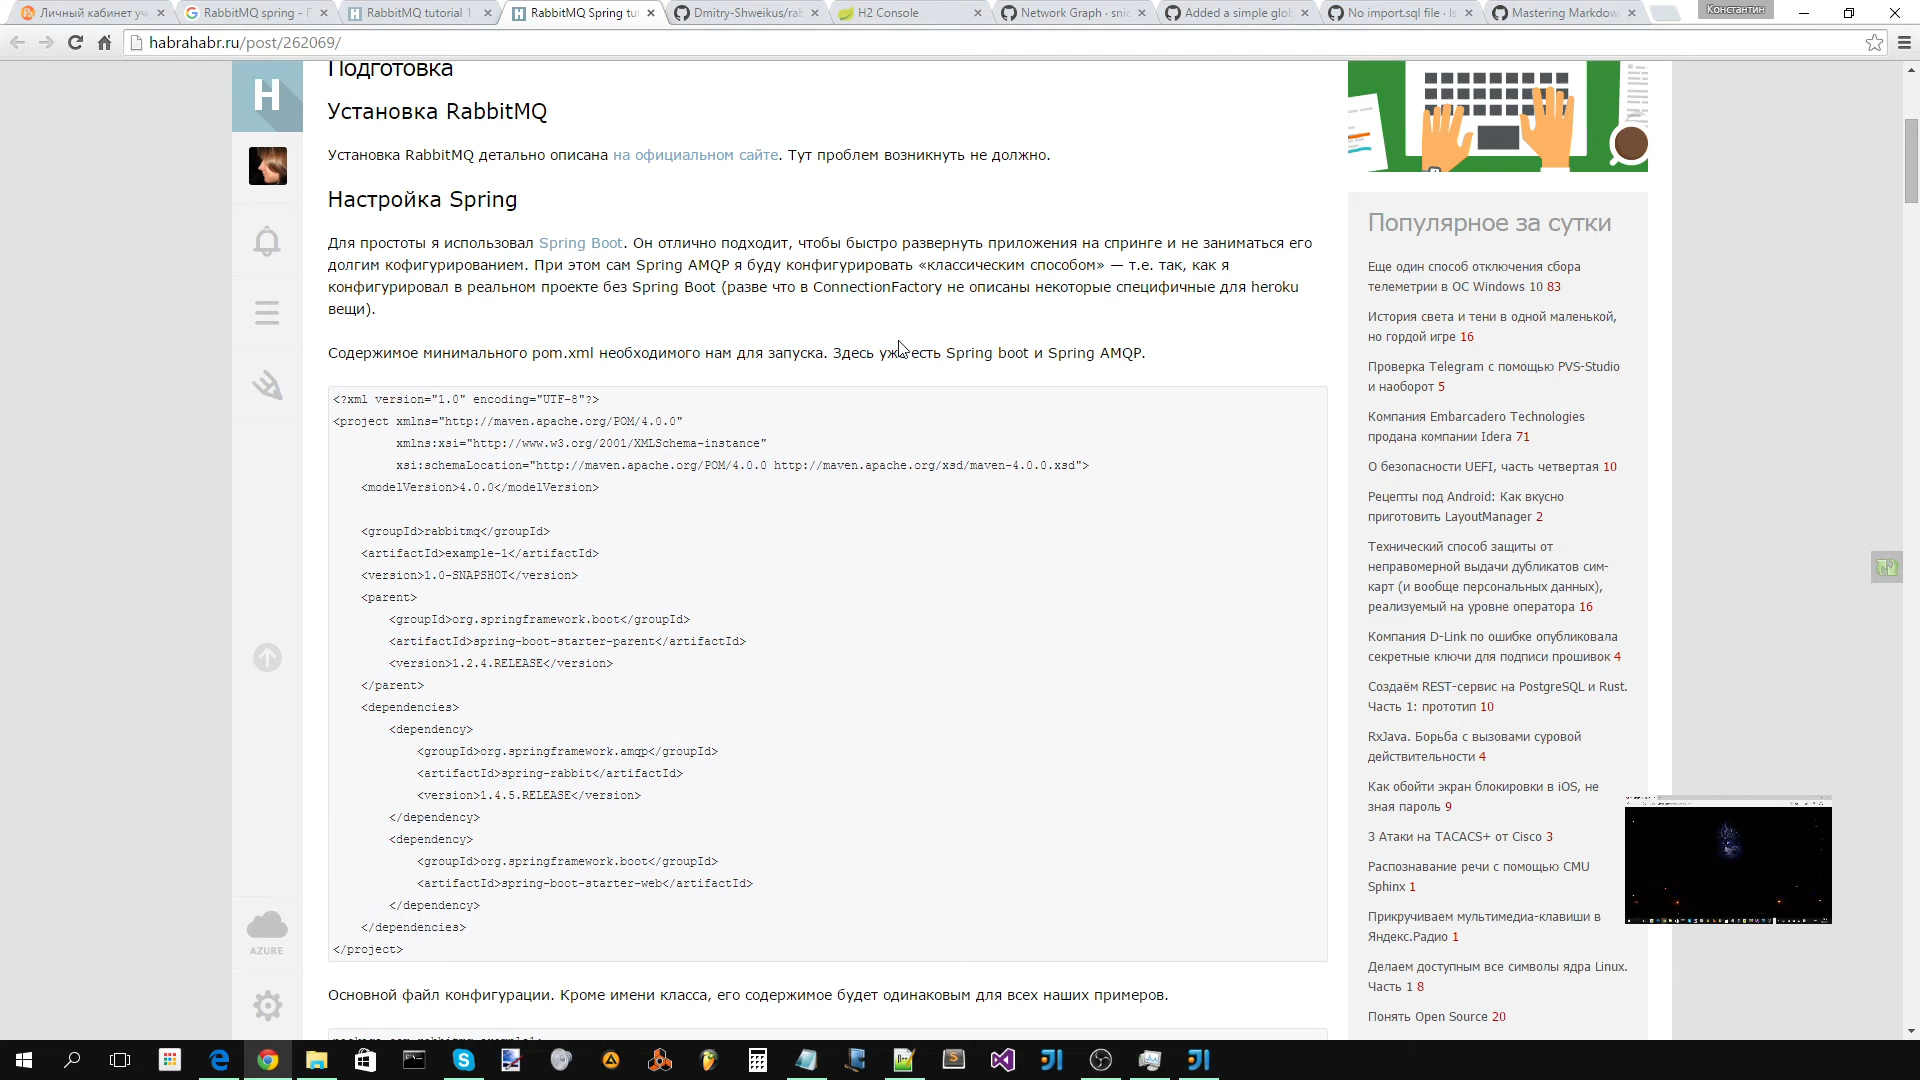 Личный кабинет уч
RabbitMQ spring - П
RabbitMQ tutorial 1
RabbitMQ Spring tut
Dmitry-Shweikus/rab
H2 Console
Network Graph · snic
Added a simple glob
No import.sql file · Is
Mastering Markdown
Константин
habrahabr.ru/post/262069/
Подготовка
Установка RabbitMQ
Установка RabbitMQ детально описана на официальном сайте. Тут проблем возникнуть не должно.
Настройка Spring
Для простоты я использовал Spring Boot. Он отлично подходит, чтобы быстро развернуть приложения на спринге и не заниматься его
долгим кофигурированием. При этом сам Spring AMQP я буду конфигурировать «классическим способом» — т.е. так, как я
конфигурировал в реальном проекте без Spring Boot (разве что в ConnectionFactory не описаны некоторые специфичные для heroku
вещи).
Содержимое минимального pom.xml необходимого нам для запуска. Здесь уже есть Spring boot и Spring AMQP.
<?xml version="1.0" encoding="UTF-8"?>
<project xmlns="http://maven.apache.org/POM/4.0.0"
xmlns:xsi="http://www.w3.org/2001/XMLSchema-instance"
xsi:schemaLocation="http://maven.apache.org/POM/4.0.0 http://maven.apache.org/xsd/maven-4.0.0.xsd">
<modelVersion>4.0.0</modelVersion>
<groupId>rabbitmq</groupId>
<artifactId>example-1</artifactId>
<version>1.0-SNAPSHOT</version>
<parent>
<groupId>org.springframework.boot</groupId>
<artifactId>spring-boot-starter-parent</artifactId>
<version>1.2.4.RELEASE</version>
</parent>
<dependencies>
<dependency>
<groupId>org.springframework.amqp</groupId>
<artifactId>spring-rabbit</artifactId>
<version>1.4.5.RELEASE</version>
</dependency>
<dependency>
<groupId>org.springframework.boot</groupId>
<artifactId>spring-boot-starter-web</artifactId>
</dependency>
</dependencies>
</project>
Основной файл конфигурации. Кроме имени класса, его содержимое будет одинаковым для всех наших примеров.
AZURE
Популярное за сутки
Еще один способ отключения сбора
телеметрии в ОС Windows 10 83
История света и тени в одной маленькой,
но гордой игре 16
Проверка Telegram с помощью PVS-Studio
и наоборот 5
Компания Embarcadero Technologies
продана компании Idera 71
О безопасности UEFI, часть четвертая 10
Рецепты под Android: Как вкусно
приготовить LayoutManager 2
Технический способ защиты от
неправомерной выдачи дубликатов сим-
карт (и вообще персональных данных),
реализуемый на уровне оператора 16
Компания D-Link по ошибке опубликовала
секретные ключи для подписи прошивок 4
Создаём REST-сервис на PostgreSQL и Rust.
Часть 1: прототип 10
RxJava. Борьба с вызовами суровой
действительности 4
Как обойти экран блокировки в iOS, не
зная пароль 9
3 Атаки на TACACS+ от Cisco 3
Распознавание речи с помощью CMU
Sphinx 1
Прикручиваем мультимедиа-клавиши в
Яндекс.Радио 1
Делаем доступным все символы ядра Linux.
Часть 1 8
Понять Open Source 20